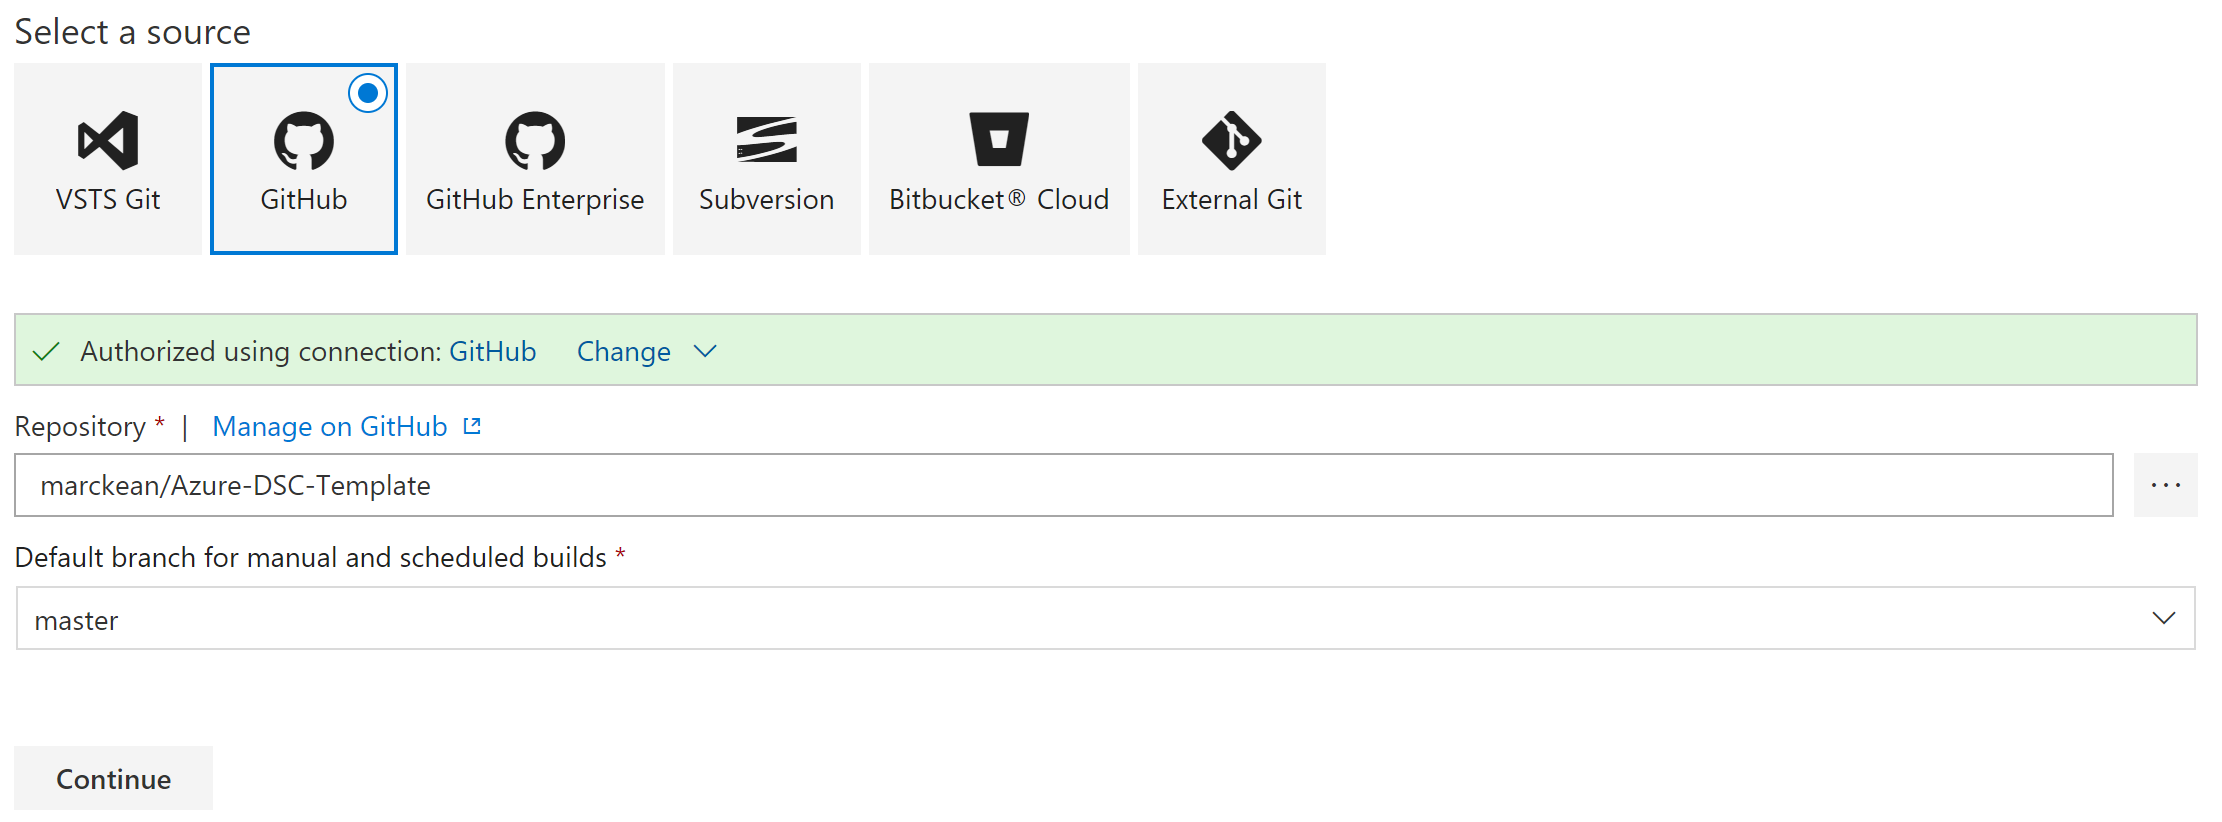 Select a source
VSTS Git
GitHub
GitHub Enterprise
Subversion
Bitbucket® Cloud
External Git
Authorized using connection: GitHub Change
Repository * | Manage on GitHub
marckean/Azure-DSC-Template
...
Default branch for manual and scheduled builds *
master
Continue